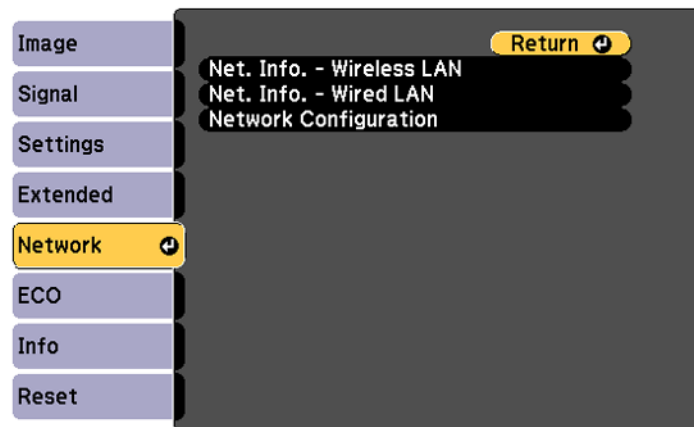 Image
Signal
Settings
Extended
Network
ECO
Info
Reset
Return
Net. Info. - Wireless LAN
Net. Info. - Wired LAN
Network Configuration